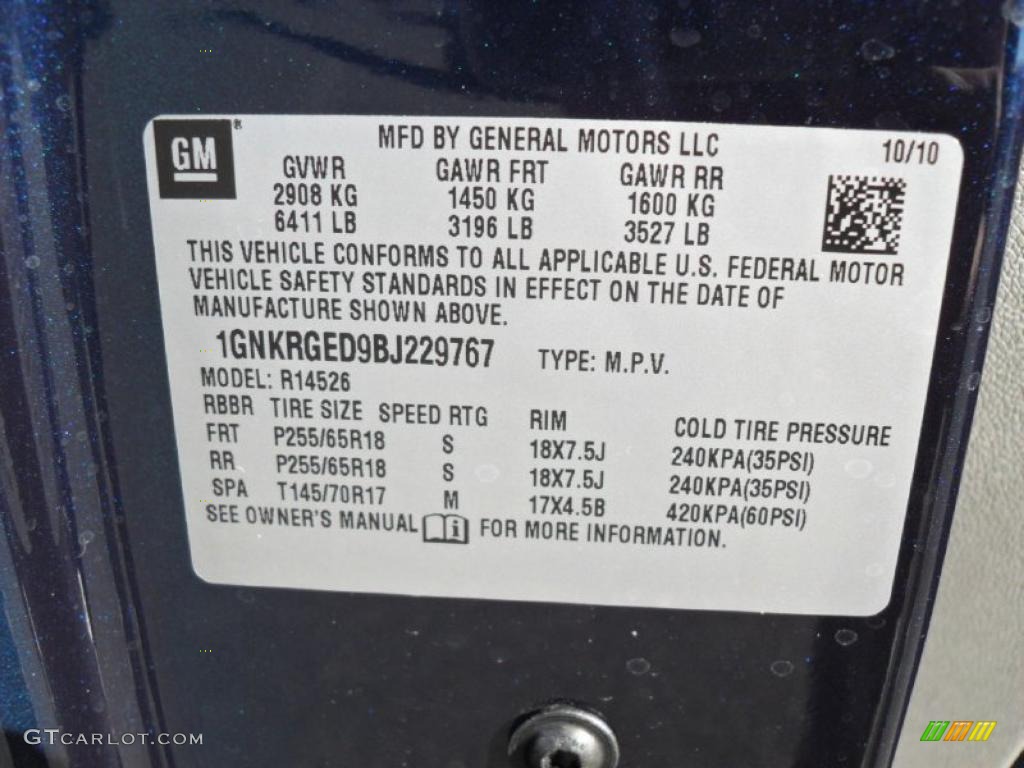 GM®
MFD BY GENERAL MOTORS LLC 10/10
GVWR GAWR FRT GAWR RR
2908 KG 1450 KG 1600 KG
6411 LB 3196 LB 3527 LB
THIS VEHICLE CONFORMS TO ALL APPLICABLE U.S. FEDERAL MOTOR
VEHICLE SAFETY STANDARDS IN EFFECT ON THE DATE OF
MANUFACTURE SHOWN ABOVE.
1GNKRGED9BJ229767 TYPE: M.P.V.
MODEL: R14526
RBBR TIRE SIZE SPEED RTG RIM COLD TIRE PRESSURE
FRT P255/65R18 S 18X7.5J 240KPA(35PSI)
RR P255/65R18 S 18X7.5J 240KPA(35PSI)
SPA T145/70R17 M 17X4.5B 420KPA(60PSI)
SEE OWNER'S MANUAL i FOR MORE INFORMATION.
GTCARLOT.COM